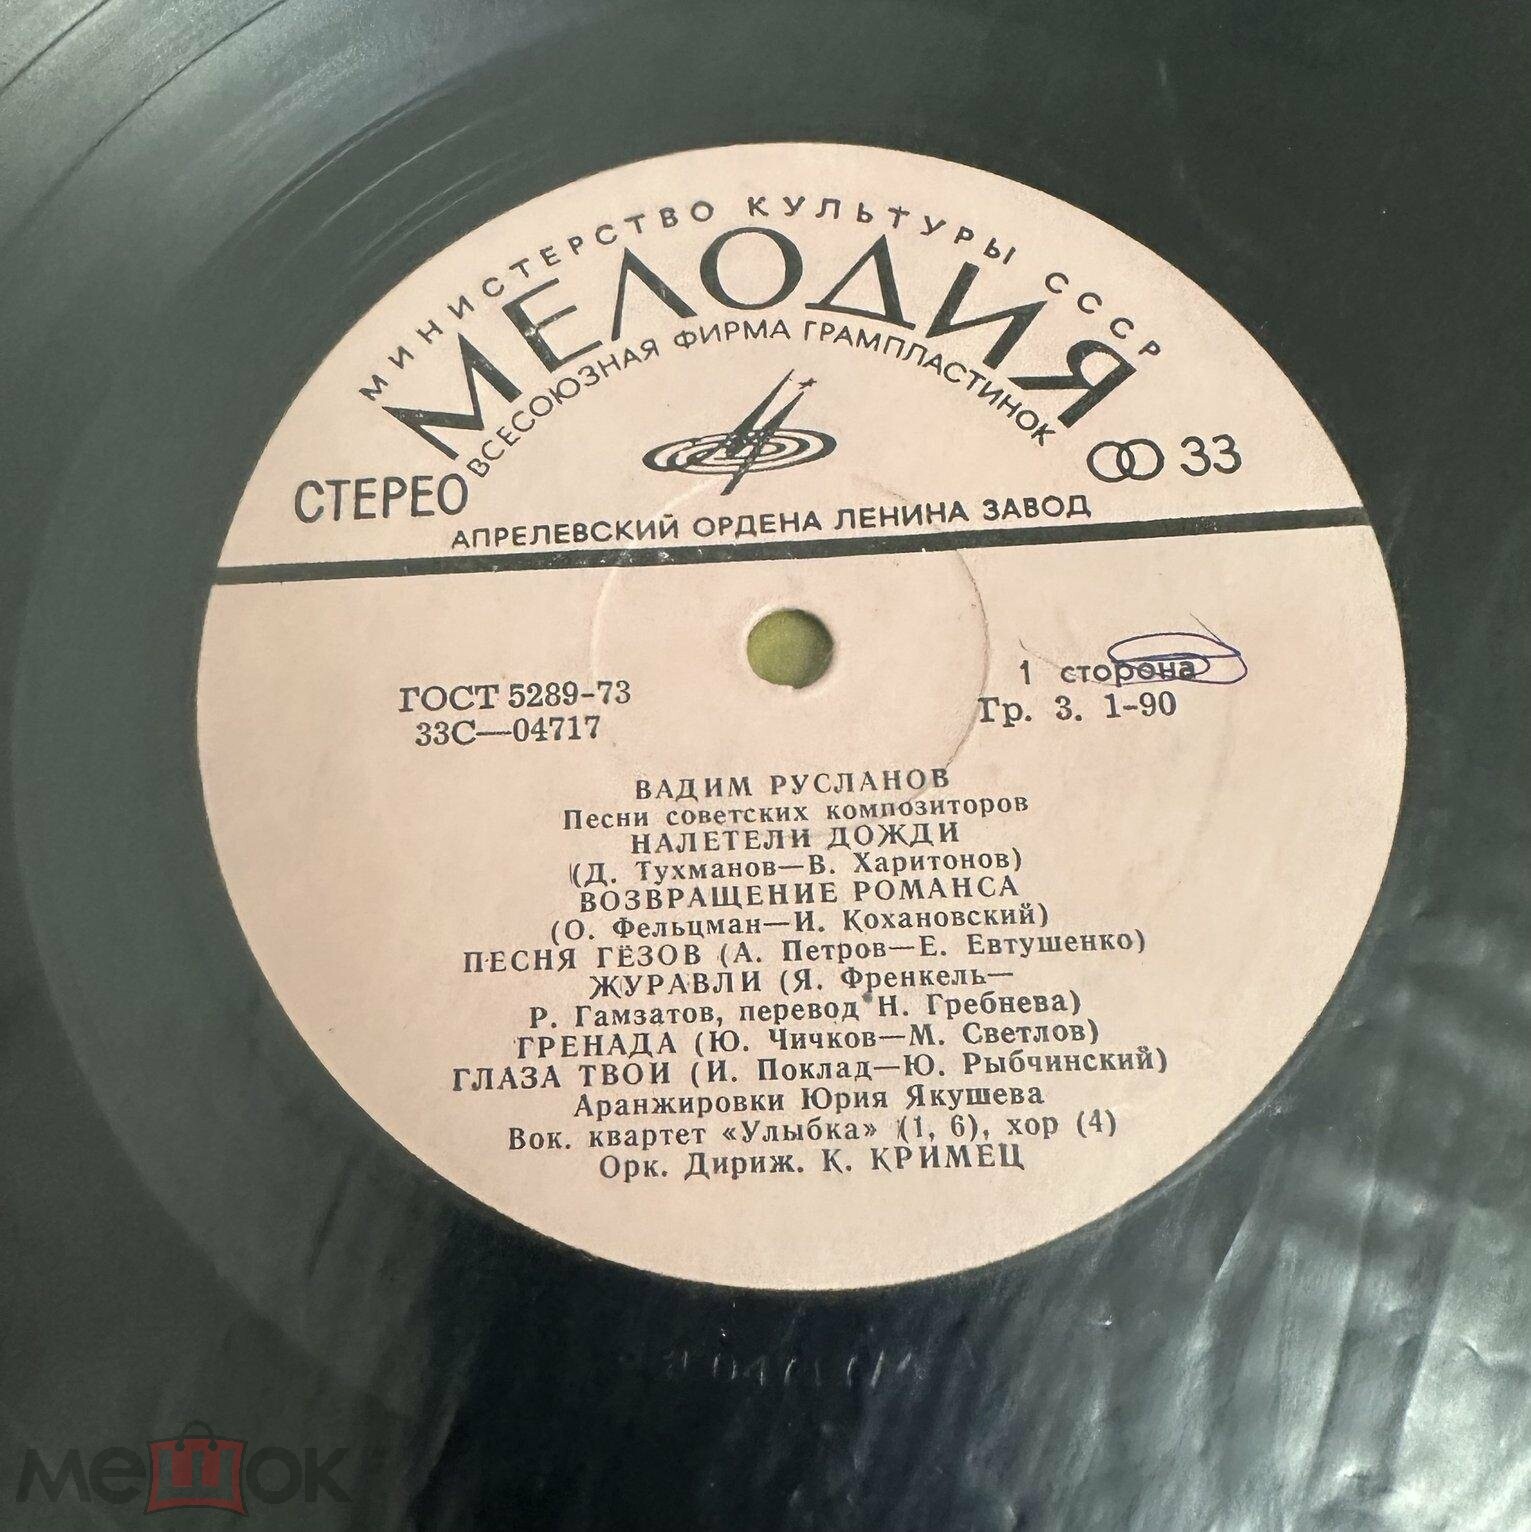 МИНИСТЕРСТВО КУЛЬТУРЫ СССР
МЕЛОДИЯ
ВСЕСОЮЗНАЯ ФИРМА ГРАМПЛАСТИНОК
СТЕРЕО
33
АПРЕЛЕВСКИЙ ОРДЕНА ЛЕНИНА ЗАВОД
ГОСТ 5289-73
33С—04717
1 сторона
Гр. 3. 1-90
ВАДИМ РУСЛАНОВ
Песни советских композиторов
НАЛЕТЕЛИ ДОЖДИ
(Д. Тухманов—В. Харитонов)
ВОЗВРАЩЕНИЕ РОМАНСА
(О. Фельцман—И. Кохановский)
ПЕСНЯ ГЁЗОВ (А. Петров—Е. Евтушенко)
ЖУРАВЛИ (Я. Френкель—
Р. Гамзатов, перевод Н. Гребнева)
ГРЕНАДА (Ю. Чичков—М. Светлов)
ГЛАЗА ТВОИ (И. Поклад—Ю. Рыбчинский)
Аранжировки Юрия Якушева
Вок. квартет «Улыбка» (1, 6), хор (4)
Орк. Дириж. К. КРИМЕЦ
мешок